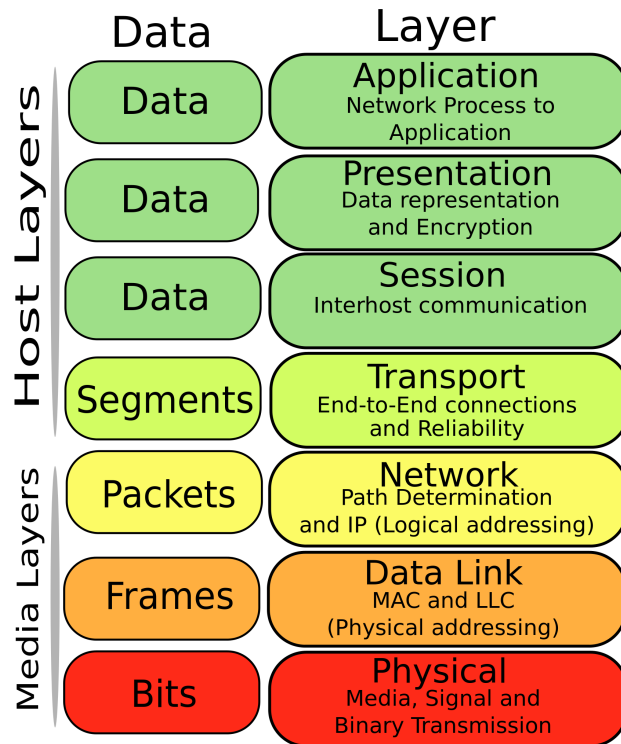 Data
Layer
Host Layers
Data
Application
Network Process to
Application
Data
Presentation
Data representation
and Encryption
Data
Session
Interhost communication
Segments
Transport
End-to-End connections
and Reliability
Media Layers
Packets
Network
Path Determination
and IP (Logical addressing)
Frames
Data Link
MAC and LLC
(Physical addressing)
Bits
Physical
Media, Signal and
Binary Transmission